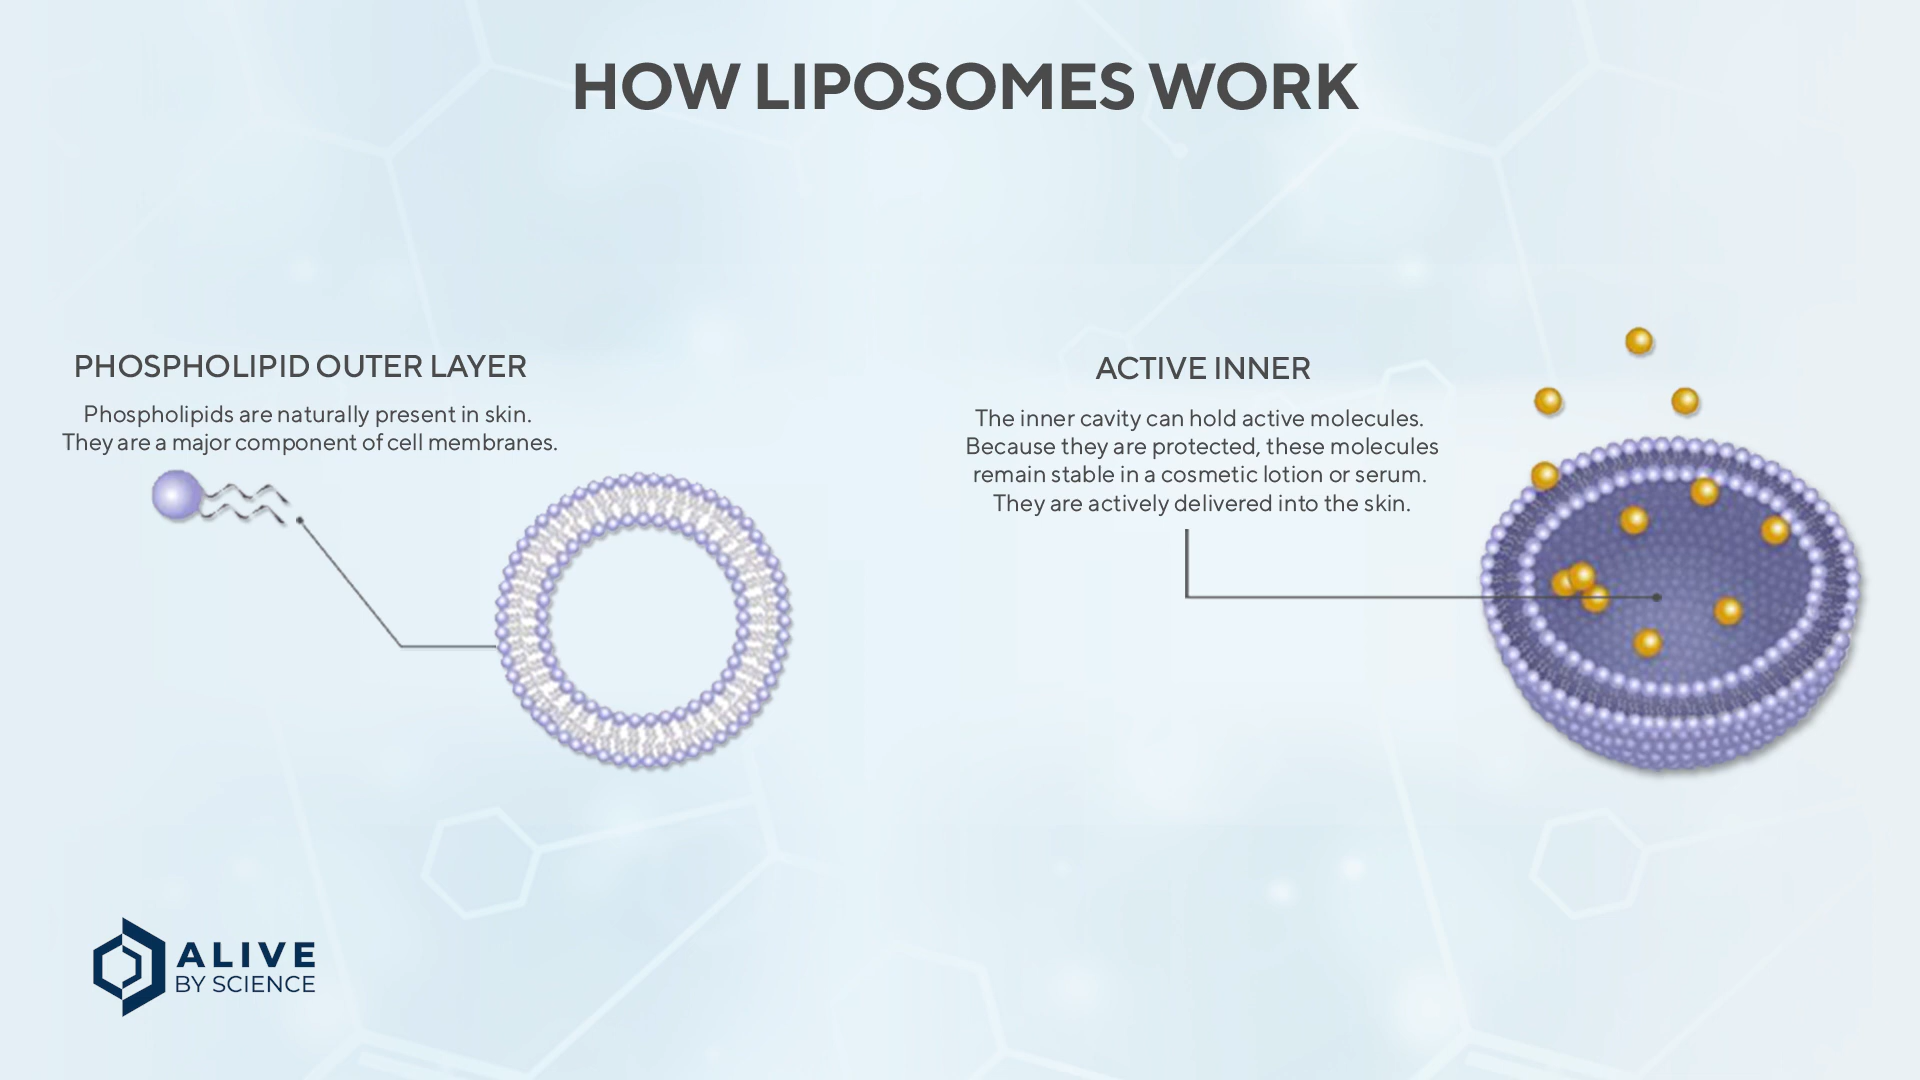 HOW LIPOSOMES WORK
PHOSPHOLIPID OUTER LAYER
Phospholipids are naturally present in skin.
They are a major component of cell membranes.
ACTIVE INNER
The inner cavity can hold active molecules.
Because they are protected, these molecules
remain stable in a cosmetic lotion or serum.
They are actively delivered into the skin.
ALIVE
BY SCIENCE